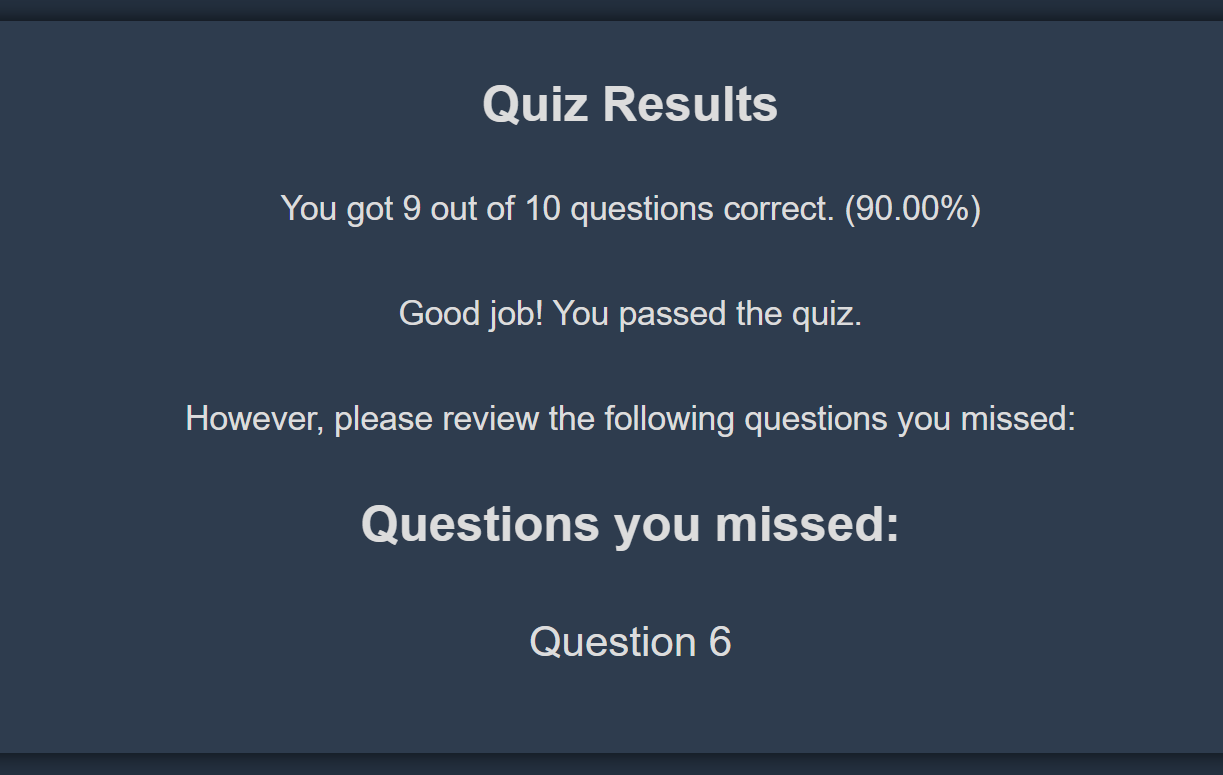 Quiz Results
You got 9 out of 10 questions correct. (90.00%)
Good job! You passed the quiz.
However, please review the following questions you missed:
Questions you missed:
Question 6